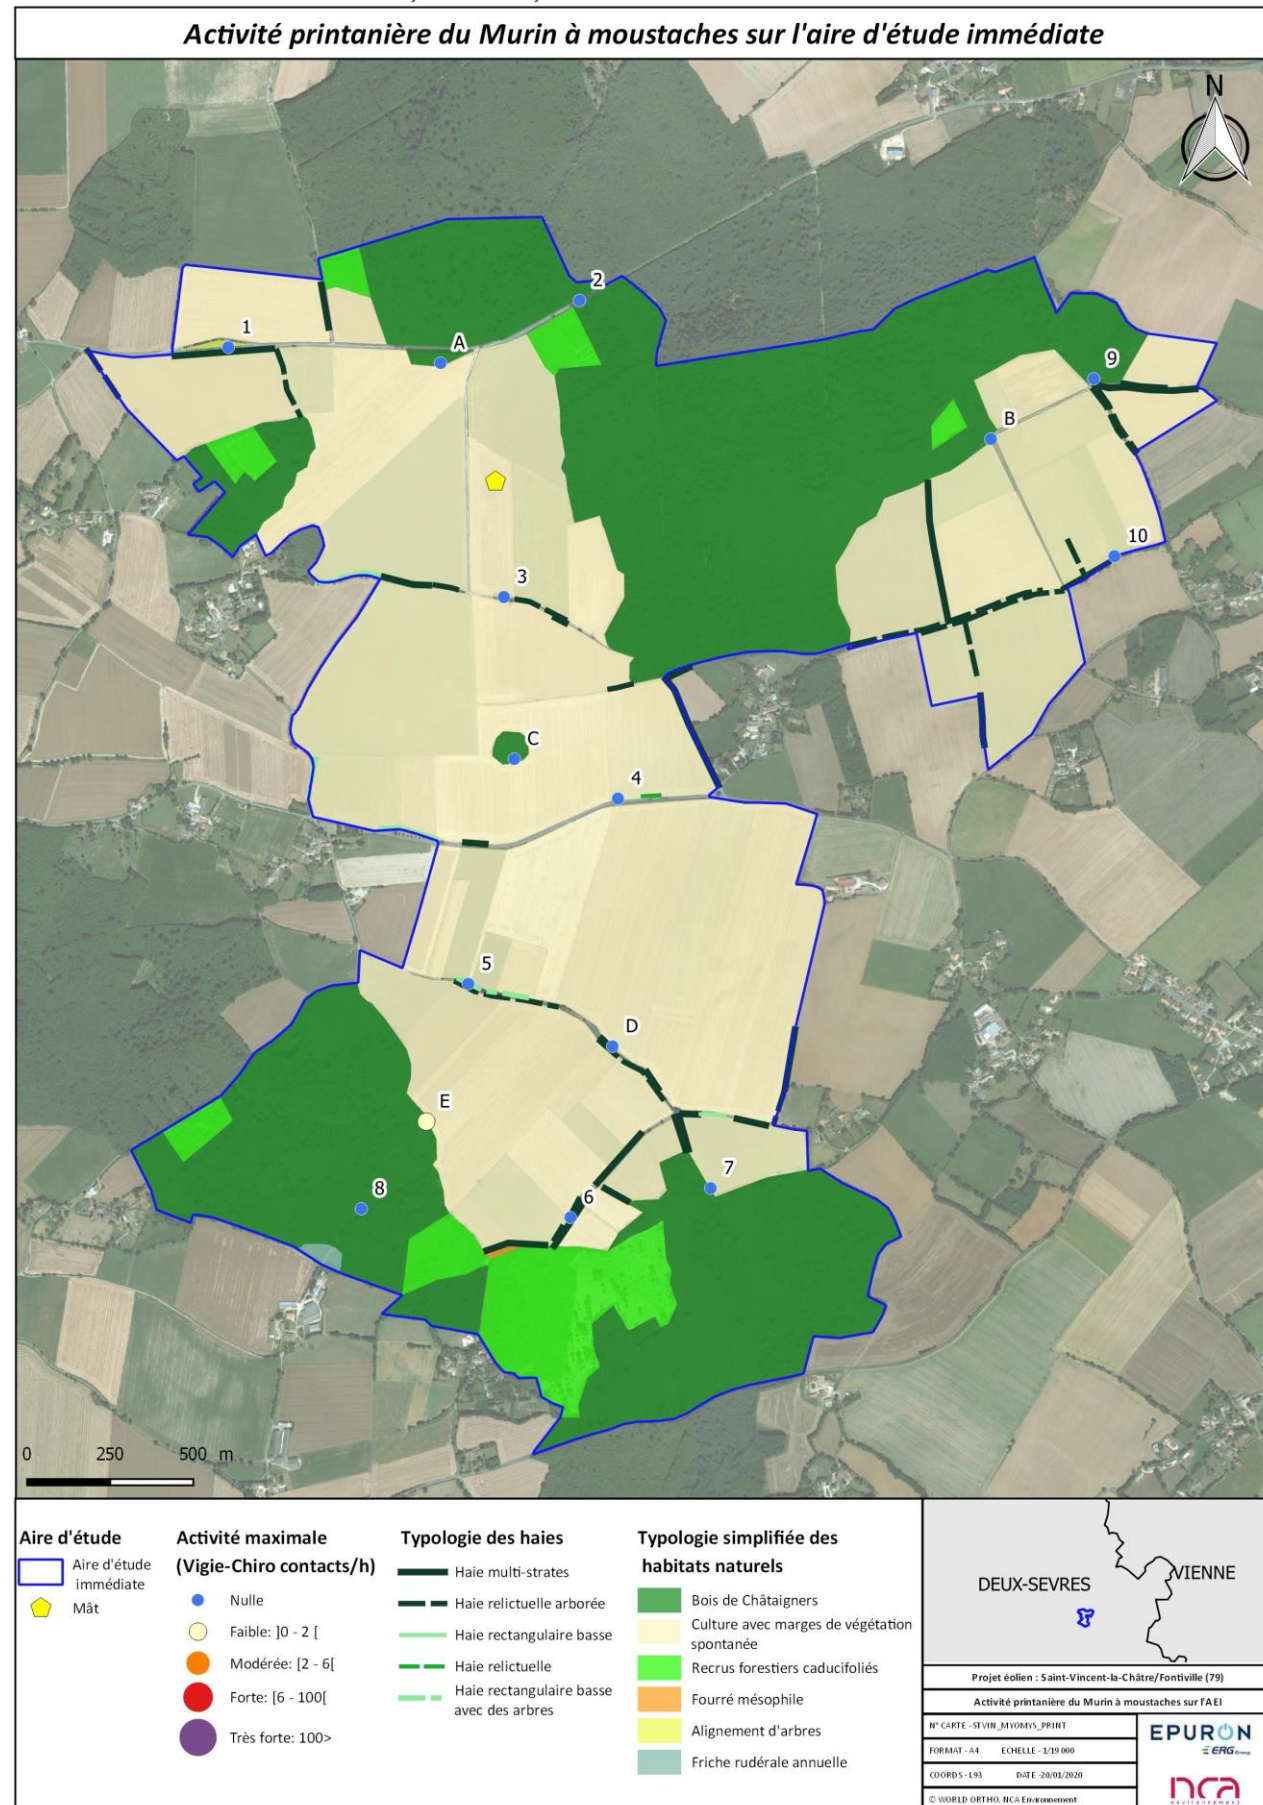 Activité printanière du Murin à moustaches sur l'aire d'étude immédiate
N
2
1
A
9
B
10
3
C
4
5
D
E
7
8
6
0 250 500 m
Aire d'étude
Aire d'étude
immédiate
Mât
Activité maximale
(Vigie-Chiro contacts/h)
Nulle
Faible: ]0 - 2 [
Modérée: [2 - 6[
Forte: [6 - 100[
Très forte: 100>
Typologie des haies
Haie multi-strates
Haie relictuelle arborée
Haie rectangulaire basse
Haie relictuelle
Haie rectangulaire basse
avec des arbres
Typologie simplifiée des
habitats naturels
Bois de Châtaigners
Culture avec marges de végétation
spontanée
Recrus forestiers caducifoliés
Fourré mésophile
Alignement d'arbres
Friche rudérale annuelle
DEUX-SEVRES
VIENNE
Projet éolien : Saint-Vincent-la-Châtre/Fontiville (79)
Activité printanière du Murin à moustaches sur l'AEI
N° CARTE - STVIN_MYOMYS_PRINT
FORMAT - A4 ECHELLE - 1/19 000
COORDS - L93 DATE - 20/01/2020
© WORLD ORTHO, NCA Environnement
EPURON
ERG Group
nca
environnement